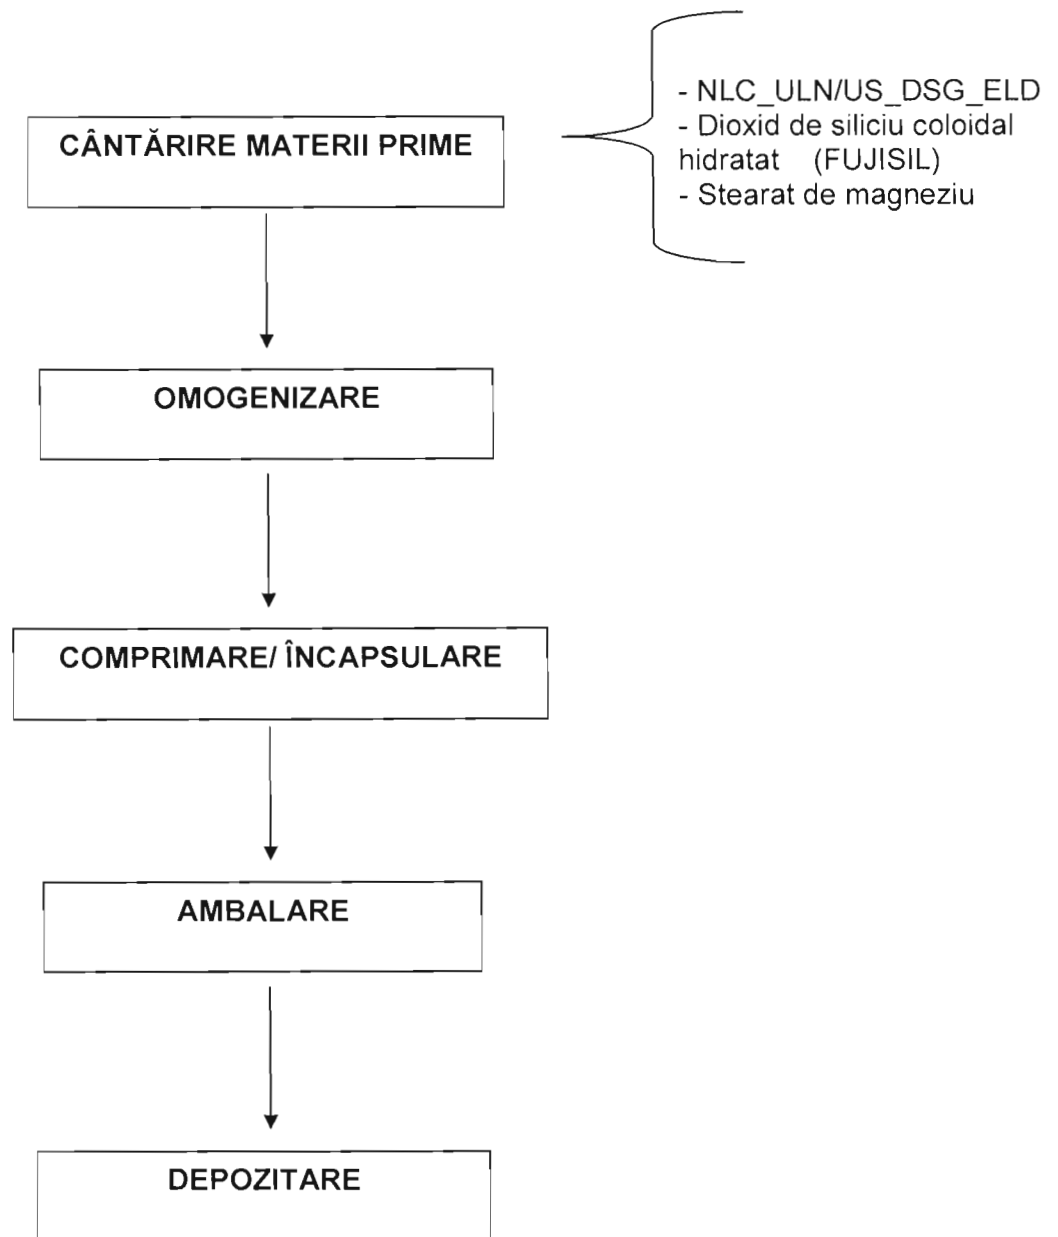 CÂNTĂRIRE MATERII PRIME
- NLC_ULN/US_DSG_ELD
- Dioxid de siliciu coloidal
hidratat (FUJISIL)
- Stearat de magneziu
OMOGENIZARE
COMPRIMARE/ ÎNCAPSULARE
AMBALARE
DEPOZITARE